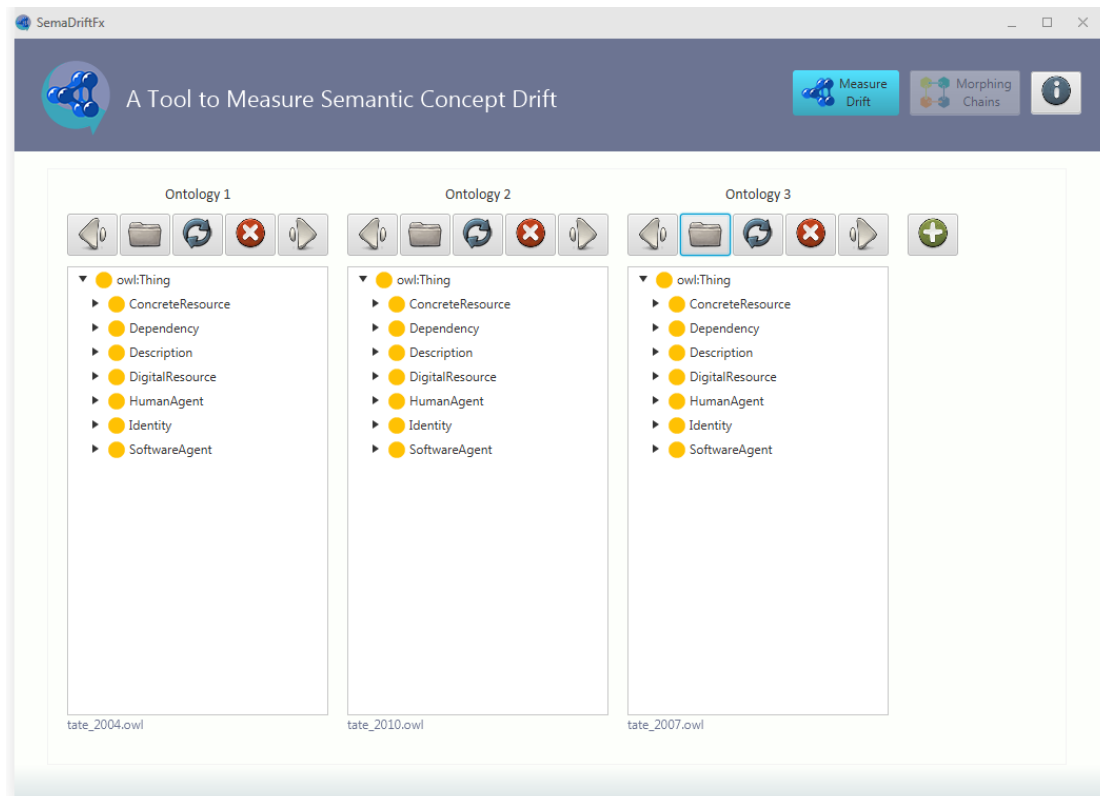 SemaDriftFx
A Tool to Measure Semantic Concept Drift
Measure
Drift
Morphing
Chains
Ontology 1
owl:Thing
ConcreteResource
Dependency
Description
DigitalResource
HumanAgent
Identity
SoftwareAgent
tate_2004.owl
Ontology 2
owl:Thing
ConcreteResource
Dependency
Description
DigitalResource
HumanAgent
Identity
SoftwareAgent
tate_2010.owl
Ontology 3
owl:Thing
ConcreteResource
Dependency
Description
DigitalResource
HumanAgent
Identity
SoftwareAgent
tate_2007.owl